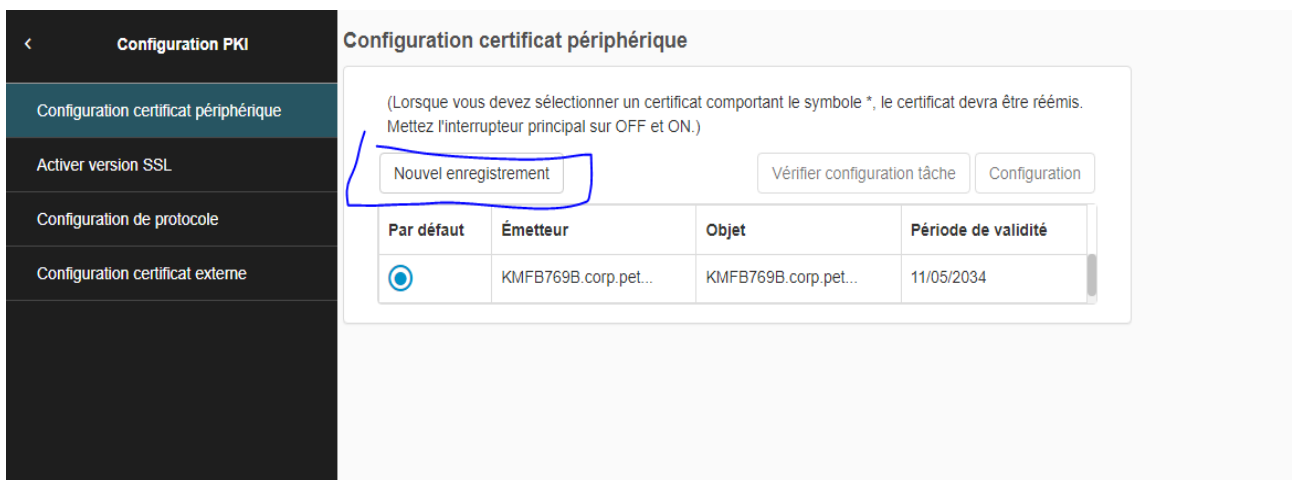 Configuration PKI
Configuration certificat périphérique
Activer version SSL
Configuration de protocole
Configuration certificat externe
Configuration certificat périphérique
(Lorsque vous devez sélectionner un certificat comportant le symbole *, le certificat devra être réémis.
Mettez l'interrupteur principal sur OFF et ON.)
Nouvel enregistrement Vérifier configuration tâche Configuration
Par défaut Émetteur Objet Période de validité
KMFB769B.corp.pet... KMFB769B.corp.pet... 11/05/2034